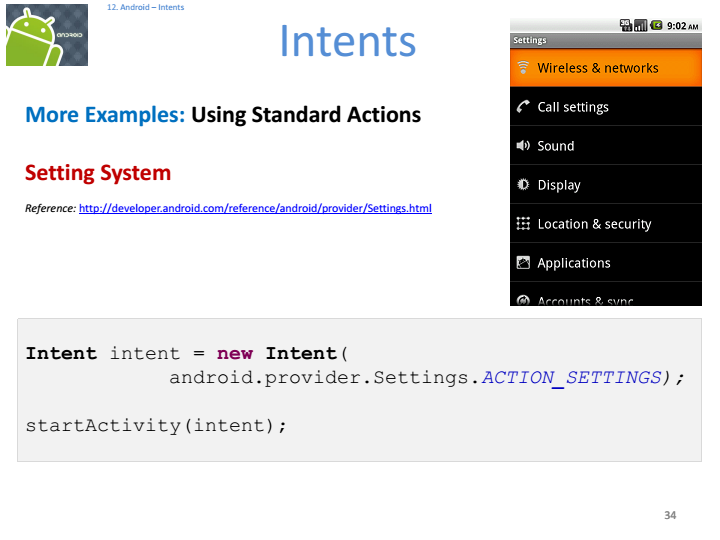 12. Android – Intents
ANDROID
Intents
More Examples: Using Standard Actions
Setting System
Reference: http://developer.android.com/reference/android/provider/Settings.html
3G
9:02 AM
Settings
Wireless & networks
Call settings
Sound
Display
Location & security
Applications
Accounts & sync
Intent intent = new Intent(
android.provider.Settings.ACTION_SETTINGS);
startActivity(intent);
34